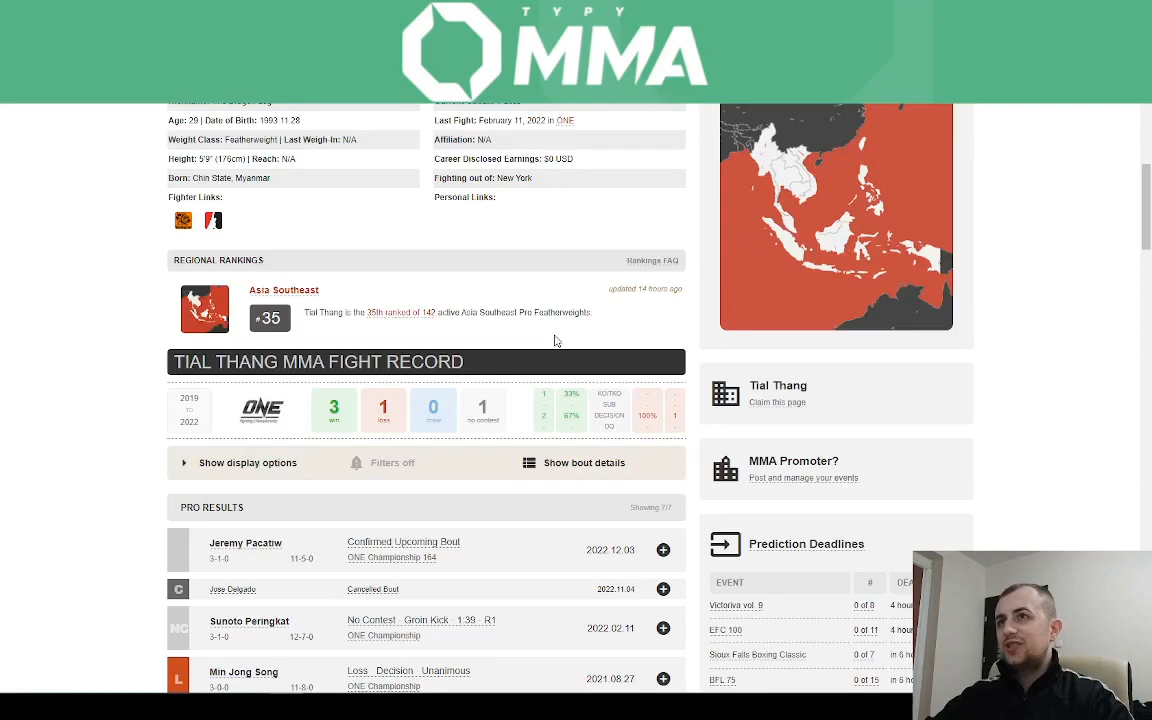 TYPY
MMA
Age: 29 | Date of Birth: 1993.11.28
Last Fight: February 11, 2022 in ONE
Weight Class: Featherweight | Last Weigh-In: N/A
Affiliation: N/A
Height: 5'9" (176cm) | Reach: N/A
Career Disclosed Earnings: $0 USD
Born: Chin State, Myanmar
Fighting out of: New York
Fighter Links:
Personal Links:
REGIONAL RANKINGS
Rankings FAQ
Asia Southeast
updated 14 hours ago
#35
Tial Thang is the 35th ranked of 142 active Asia Southeast Pro Featherweights.
TIAL THANG MMA FIGHT RECORD
2019
TO
2022
ONE
3
win
1
loss
0
draw
1
no contest
1 33% KO/TKO - -
- - SUB - -
2 67% DECISION 100% 1
- - DQ - -
Show display options
Filters off
Show bout details
PRO RESULTS
Showing 7/7
Jeremy Pacatiw
3-1-0 11-5-0
Confirmed Upcoming Bout
ONE Championship 164
2022.12.03
C
Jose Delgado
Cancelled Bout
2022.11.04
NC
Sunoto Peringkat
3-1-0 12-7-0
No Contest · Groin Kick · 1:39 · R1
ONE Championship
2022.02.11
L
Min Jong Song
3-0-0 11-8-0
Loss · Decision · Unanimous
ONE Championship
2021.08.27
Tial Thang
Claim this page
MMA Promoter?
Post and manage your events
Prediction Deadlines
EVENT # DEA
Victoriva vol. 9 0 of 8 4 hour
EFC 100 0 of 11 4 hour
Sioux Falls Boxing Classic 0 of 7 in 6 h
BFL 75 0 of 15 in 6